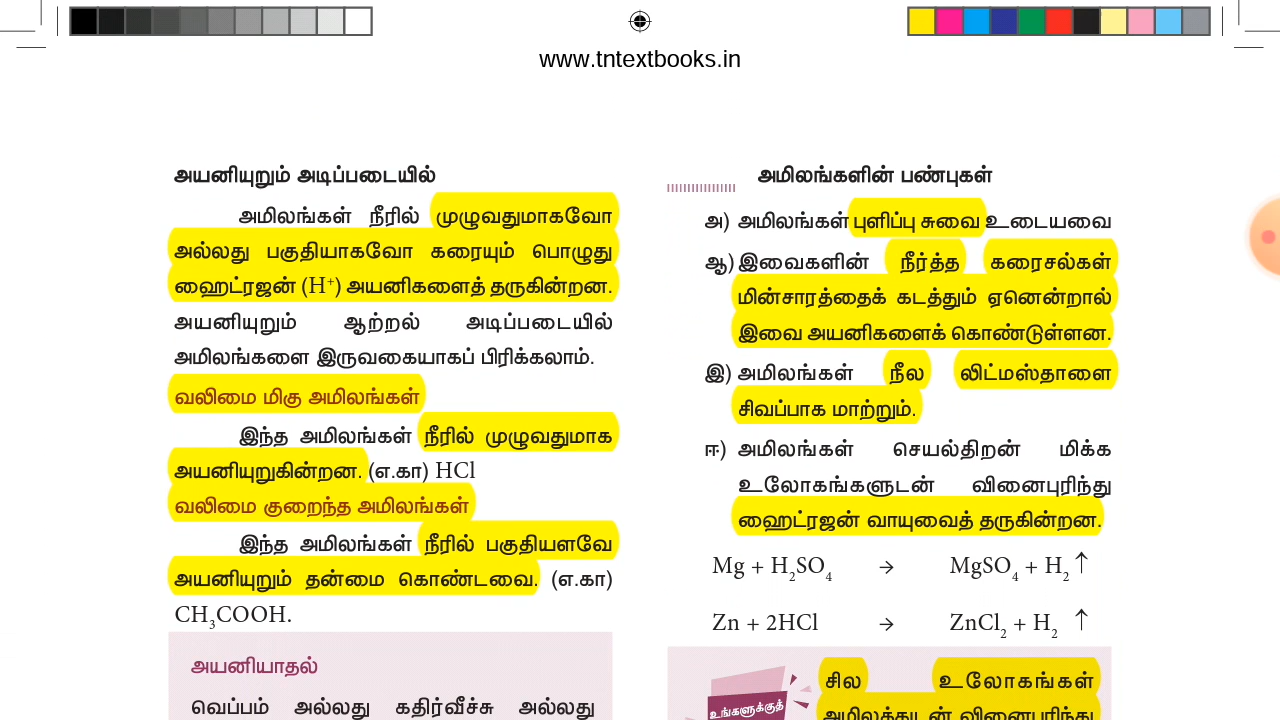 www.tntextbooks.in
அயனியுறும் அடிப்படையில்
அமிலங்கள் நீரில் முழுவதுமாகவோ
அல்லது பகுதியாகவோ கரையும் பொழுது
ஹைட்ரஜன் (H⁺) அயனிகளைத் தருகின்றன.
அயனியுறும் ஆற்றல் அடிப்படையில்
அமிலங்களை இருவகையாகப் பிரிக்கலாம்.
வலிமை மிகு அமிலங்கள்
இந்த அமிலங்கள் நீரில் முழுவதுமாக
அயனியுறுகின்றன. (எ.கா) HCl
வலிமை குறைந்த அமிலங்கள்
இந்த அமிலங்கள் நீரில் பகுதியளவே
அயனியுறும் தன்மை கொண்டவை. (எ.கா)
CH₃COOH.
அயனியாதல்
வெப்பம் அல்லது கதிர்வீச்சு அல்லது
அமிலங்களின் பண்புகள்
அ) அமிலங்கள் புளிப்பு சுவை உடையவை
ஆ) இவைகளின் நீர்த்த கரைசல்கள்
மின்சாரத்தைக் கடத்தும் ஏனென்றால்
இவை அயனிகளைக் கொண்டுள்ளன.
இ) அமிலங்கள் நீல லிட்மஸ்தாளை
சிவப்பாக மாற்றும்.
ஈ) அமிலங்கள் செயல்திறன் மிக்க
உலோகங்களுடன் வினைபுரிந்து
ஹைட்ரஜன் வாயுவைத் தருகின்றன.
Mg + H₂SO₄ → MgSO₄ + H₂ ↑
Zn + 2HCl → ZnCl₂ + H₂ ↑
உங்களுக்குத்
சில உலோகங்கள்
அமிலத்துடன் வினைபுரிந்து